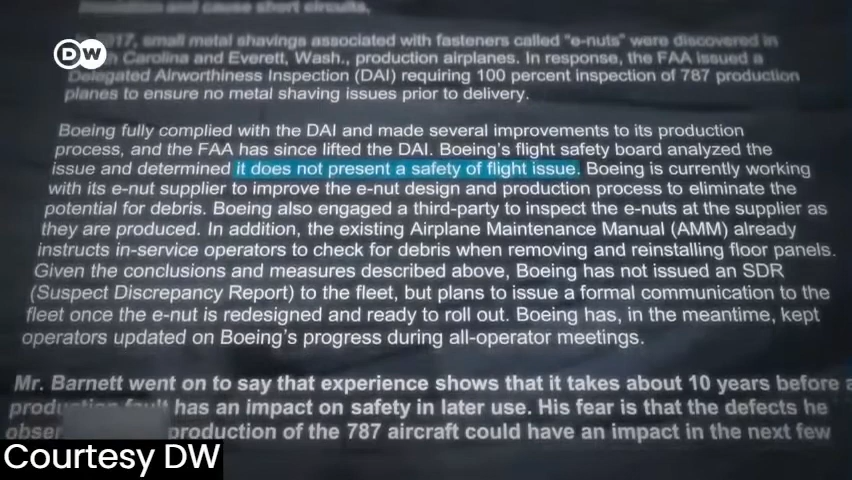 insulation and cause short circuits.
DW
2017, small metal shavings associated with fasteners called "e-nuts" were discovered in
Carolina and Everett, Wash., production airplanes. In response, the FAA issued a
Delegated Airworthiness Inspection (DAI) requiring 100 percent inspection of 787 production
planes to ensure no metal shaving issues prior to delivery.
Boeing fully complied with the DAI and made several improvements to its production
process, and the FAA has since lifted the DAI. Boeing's flight safety board analyzed the
issue and determined it does not present a safety of flight issue. Boeing is currently working
with its e-nut supplier to improve the e-nut design and production process to eliminate the
potential for debris. Boeing also engaged a third-party to inspect the e-nuts at the supplier as
they are produced. In addition, the existing Airplane Maintenance Manual (AMM) already
instructs in-service operators to check for debris when removing and reinstalling floor panels.
Given the conclusions and measures described above, Boeing has not issued an SDR
(Suspect Discrepancy Report) to the fleet, but plans to issue a formal communication to the
fleet once the e-nut is redesigned and ready to roll out. Boeing has, in the meantime, kept
operators updated on Boeing's progress during all-operator meetings.
Mr. Barnett went on to say that experience shows that it takes about 10 years before a
production fault has an impact on safety in later use. His fear is that the defects he
production of the 787 aircraft could have an impact in the next few
Courtesy DW